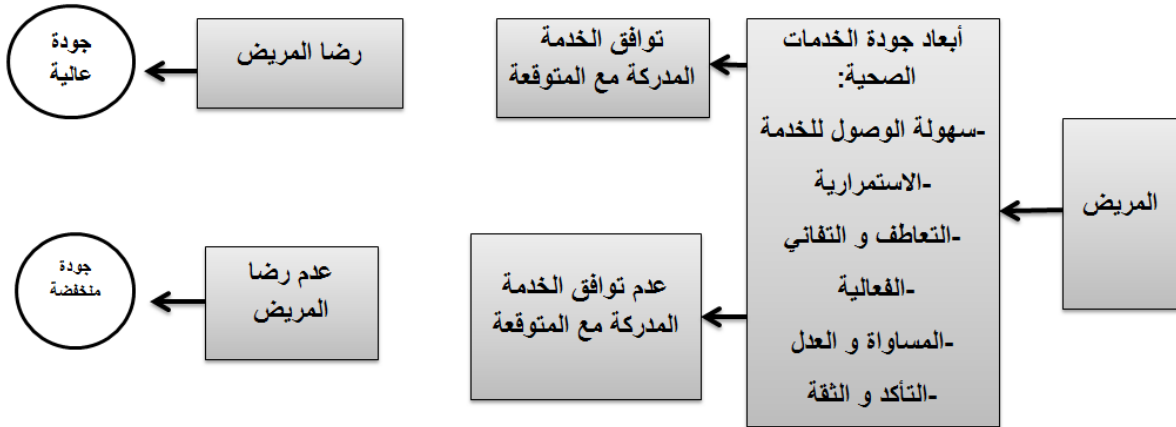 المريض
أبعاد جودة الخدمات
الصحية:
-سهولة الوصول للخدمة
-الاستمرارية
-التعاطف و التفاني
-الفعالية
-المساواة و العدل
-التأكد و الثقة
توافق الخدمة
المدركة مع المتوقعة
رضا المريض
جودة
عالية
عدم توافق الخدمة
المدركة مع المتوقعة
عدم رضا
المريض
جودة
منخفضة